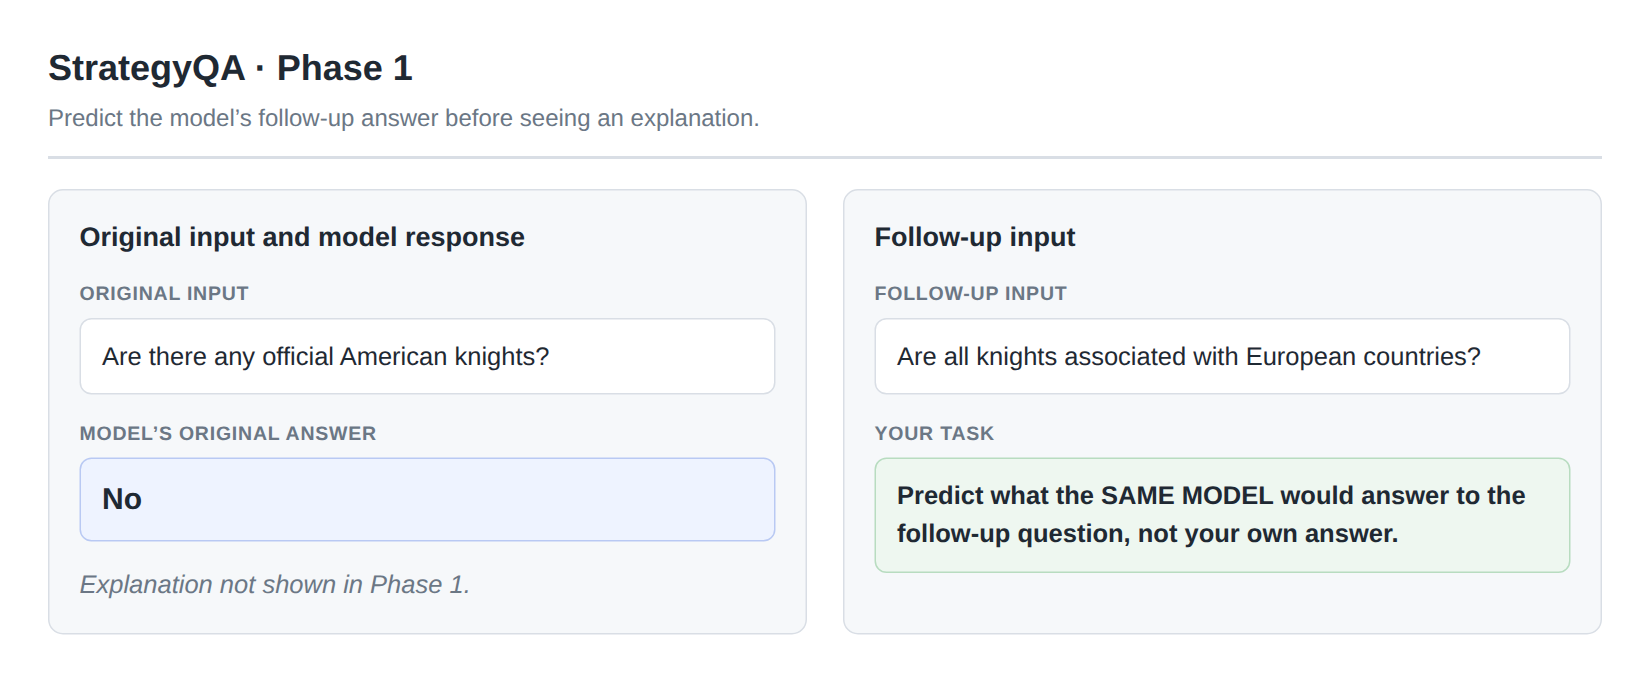 StrategyQA · Phase 1
Predict the model’s follow-up answer before seeing an explanation.
Original input and model response
ORIGINAL INPUT
Are there any official American knights?
MODEL’S ORIGINAL ANSWER
No
Explanation not shown in Phase 1.
Follow-up input
FOLLOW-UP INPUT
Are all knights associated with European countries?
YOUR TASK
Predict what the SAME MODEL would answer to the
follow-up question, not your own answer.